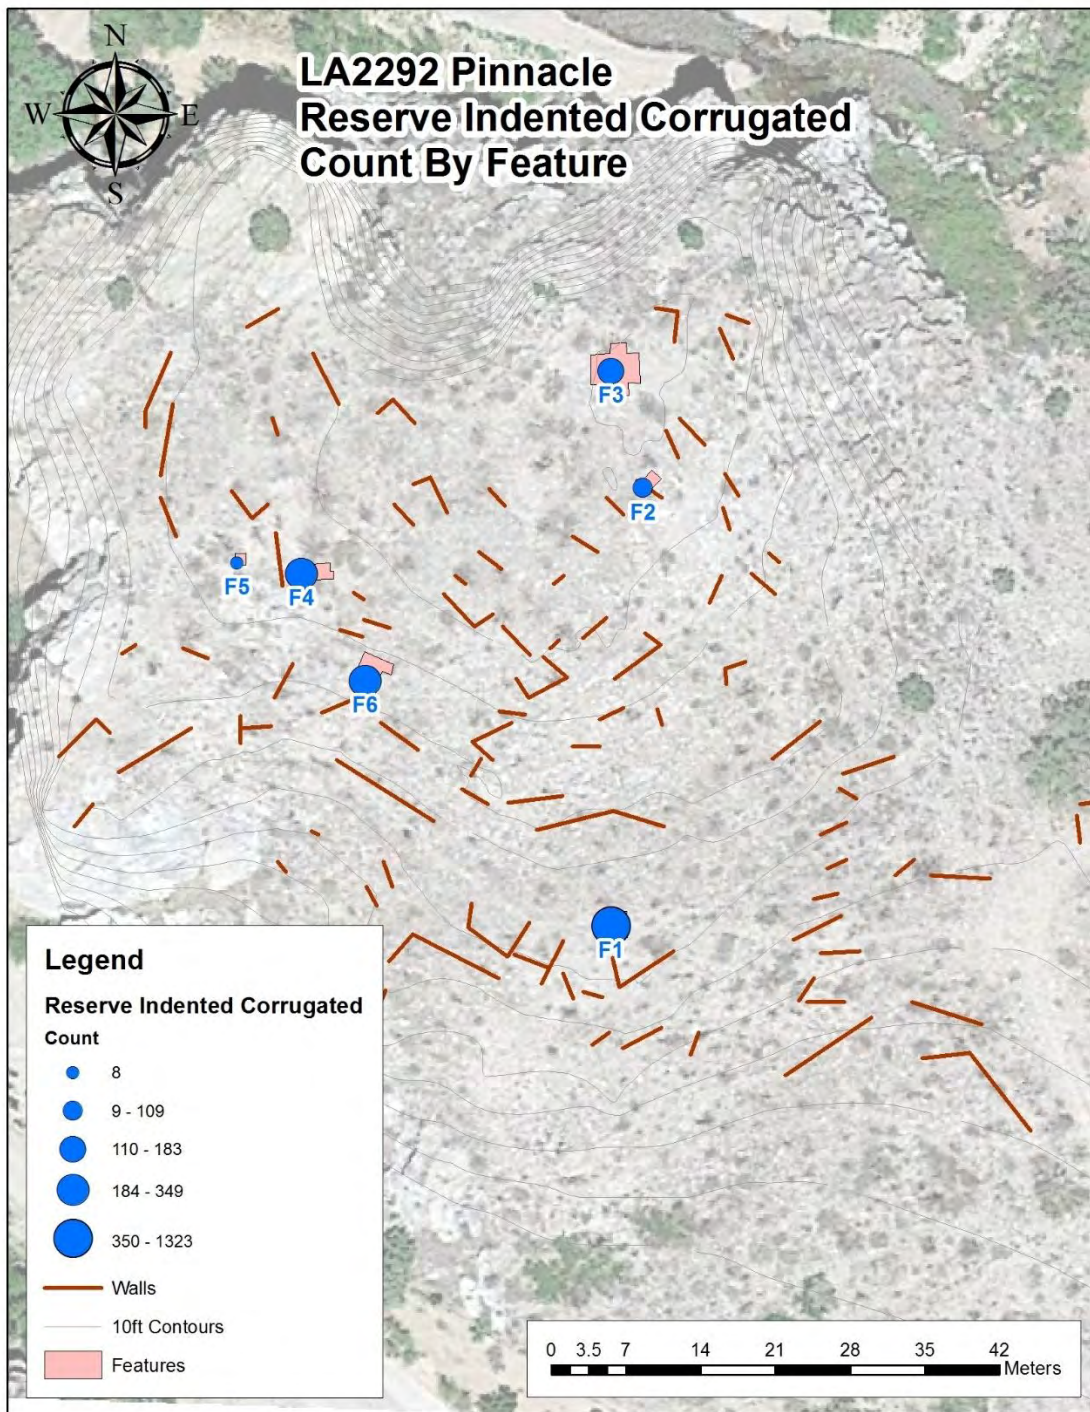 N
W E
S
LA2292 Pinnacle
Reserve Indented Corrugated
Count By Feature
F3
F2
F5
F4
F6
F1
Legend
Reserve Indented Corrugated
Count
8
9 - 109
110 - 183
184 - 349
350 - 1323
Walls
10ft Contours
Features
0 3.5 7 14 21 28 35 42
Meters